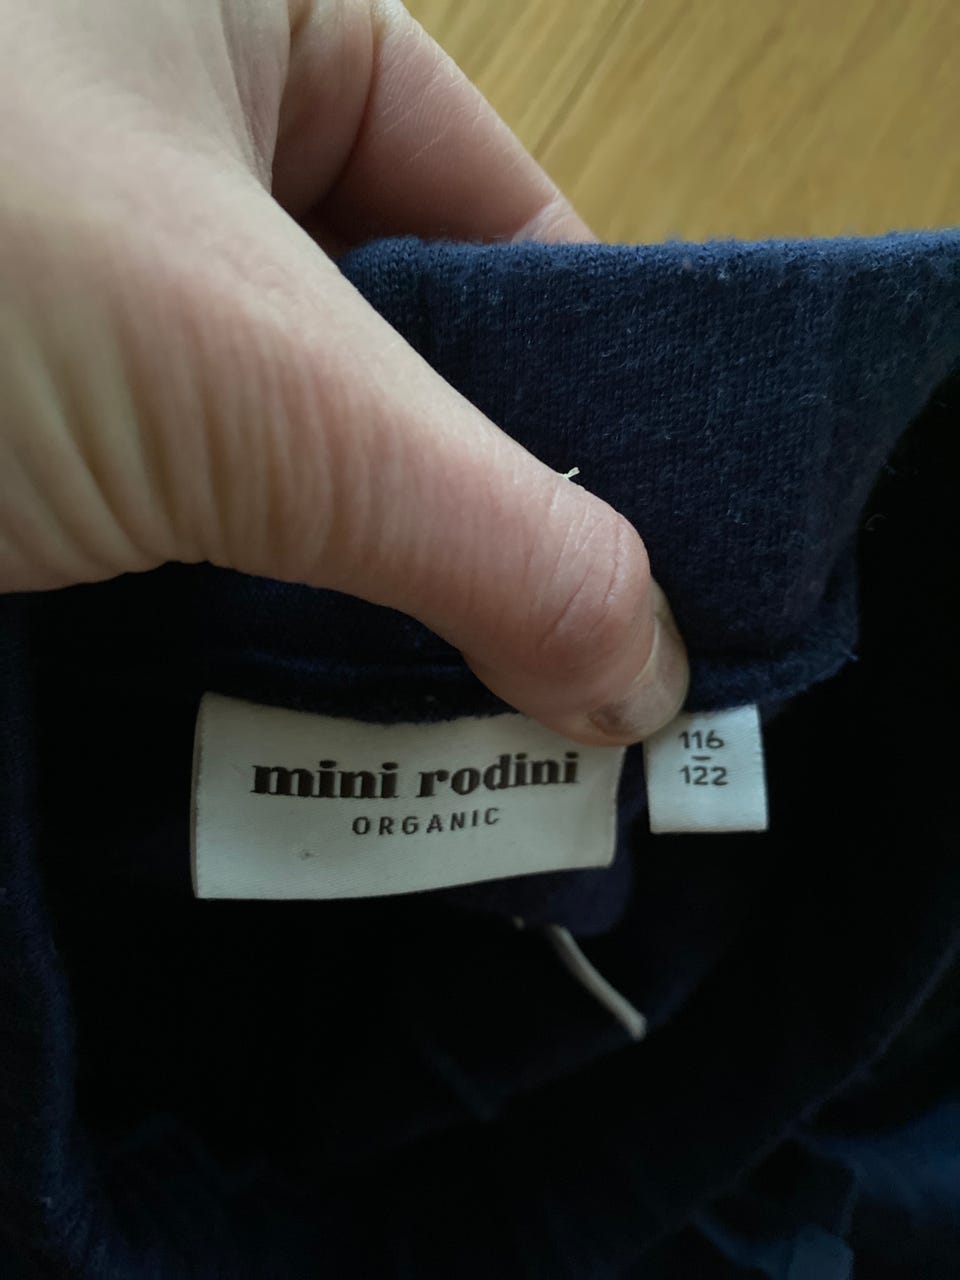 mini rodini
ORGANIC
116
122